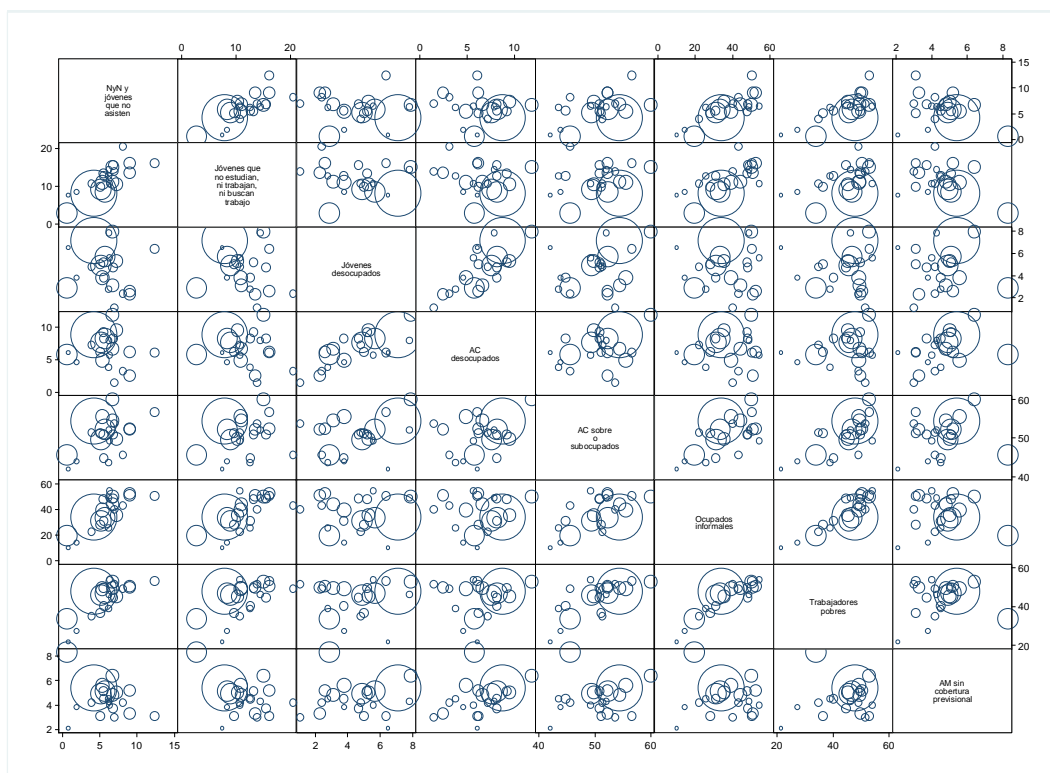 0 10 20
0 5 10
0 20 40 60
2 4 6 8
NyN y
jóvenes
que no
asisten
15
10
5
0
20
10
0
Jóvenes que
no estudian,
ni trabajan,
ni buscan
trabajo
Jóvenes
desocupados
8
6
4
2
10
5
0
AC
desocupados
AC sobre
o
subocupados
60
50
40
60
40
20
0
Ocupados
informales
Trabajadores
pobres
60
40
20
8
6
4
2
AM sin
cobertura
previsional
0 5 10 15
2 4 6 8
40 50 60
20 40 60